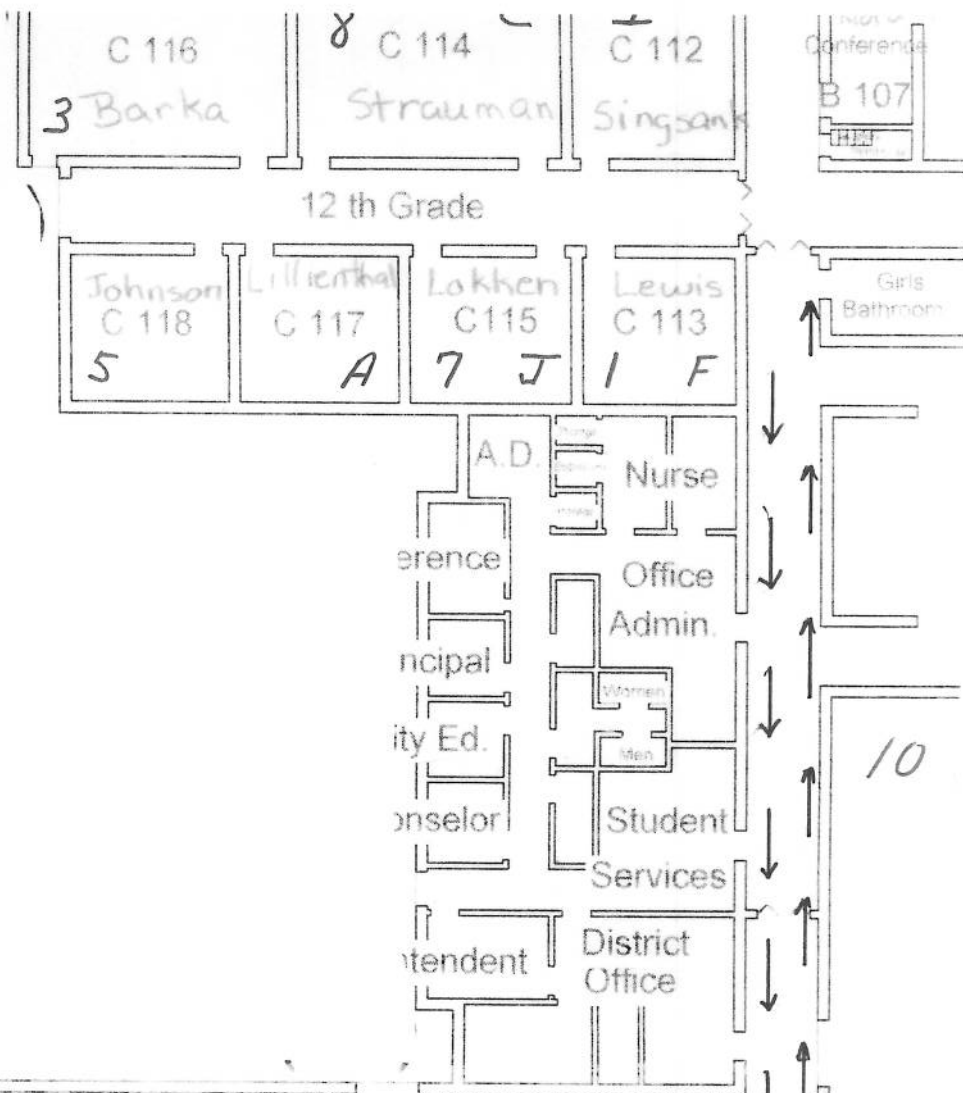 8
C 116
C 114
C 112
Conference
B 107
3
Barka
Strauman
Singsank
12 th Grade
Johnson
Lillienthal
Lokken
Lewis
C 118
C 117
C115
C 113
Girls
Bathroom
5
A
7
J
1
F
A.D.
Nurse
erence
Office
Admin.
ncipal
Women
Men
ity Ed.
10
onselor
Student
Services
ntendent
District
Office